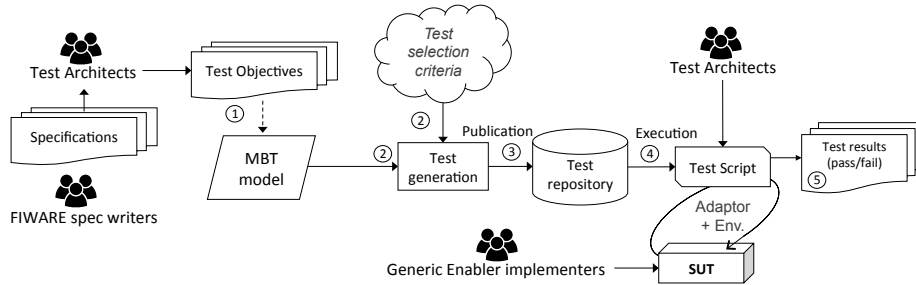 Test Architects
Specifications
FIWARE spec writers
Test Objectives
1
MBT
model
Test
selection
criteria
2
2
Test
generation
Publication
3
Test
repository
Execution
4
Test Architects
Test Script
Test results
(pass/fail)
5
Adaptor
+ Env.
Generic Enabler implementers
SUT